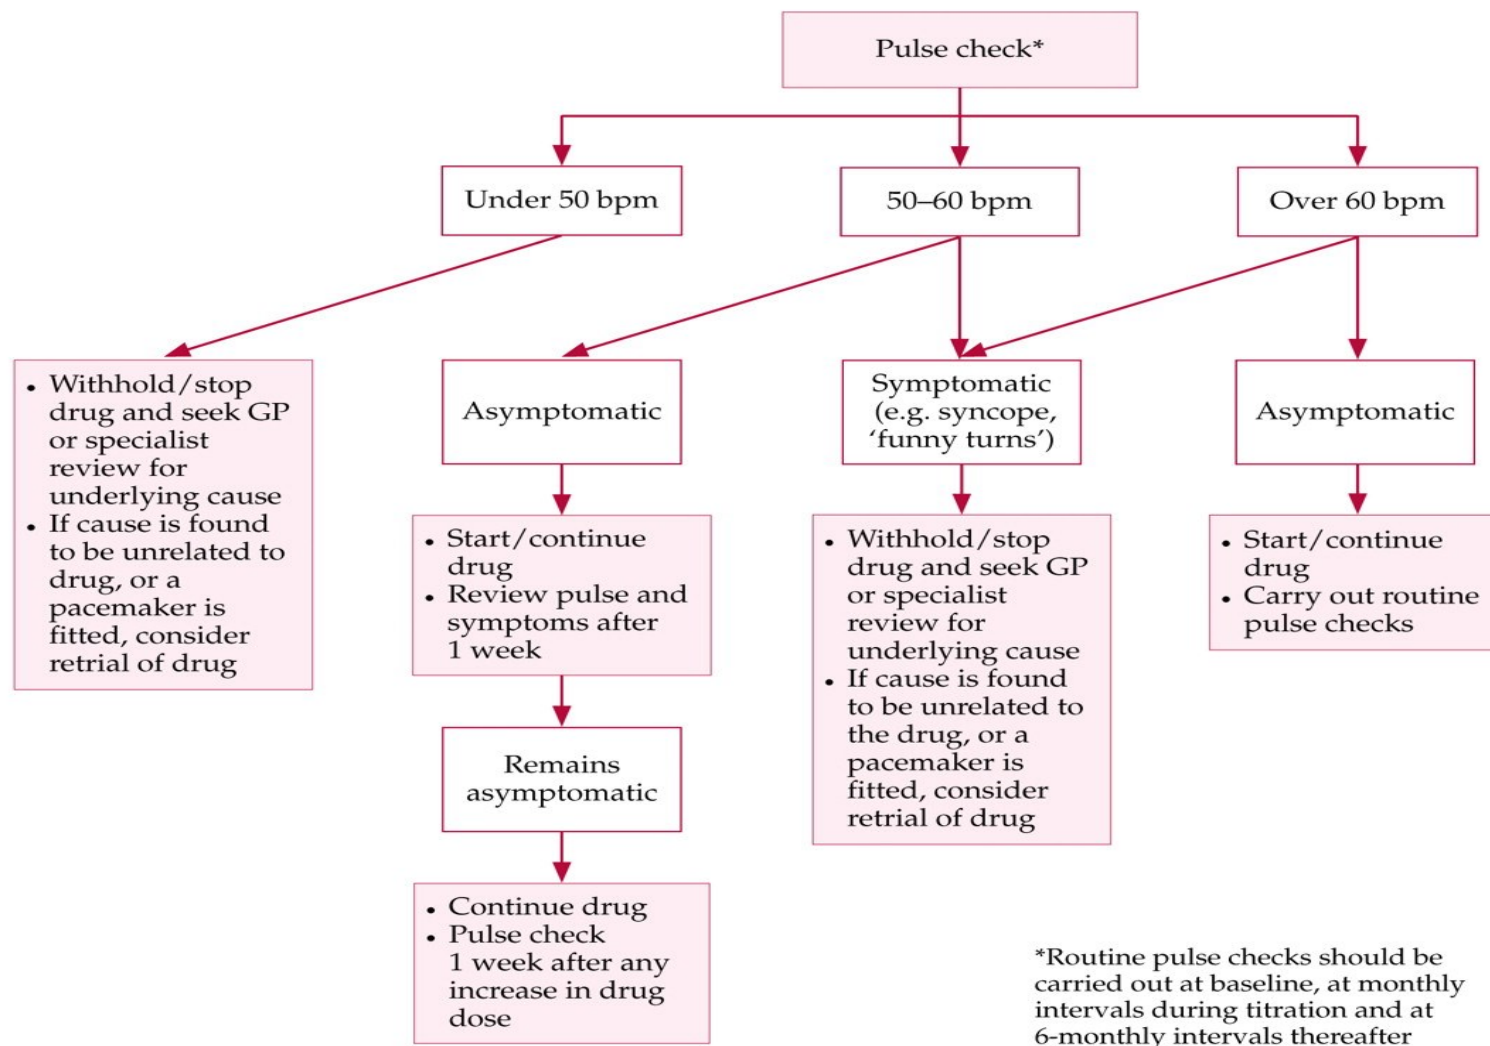 Pulse check*
Under 50 bpm
50–60 bpm
Over 60 bpm
• Withhold/stop
drug and seek GP
or specialist
review for
underlying cause
• If cause is found
to be unrelated to
drug, or a
pacemaker is
fitted, consider
retrial of drug
Asymptomatic
Symptomatic
(e.g. syncope,
‘funny turns’)
Asymptomatic
• Start/continue
drug
• Review pulse and
symptoms after
1 week
• Withhold/stop
drug and seek GP
or specialist
review for
underlying cause
• If cause is found
to be unrelated to
the drug, or a
pacemaker is
fitted, consider
retrial of drug
• Start/continue
drug
• Carry out routine
pulse checks
Remains
asymptomatic
• Continue drug
• Pulse check
1 week after any
increase in drug
dose
*Routine pulse checks should be
carried out at baseline, at monthly
intervals during titration and at
6-monthly intervals thereafter